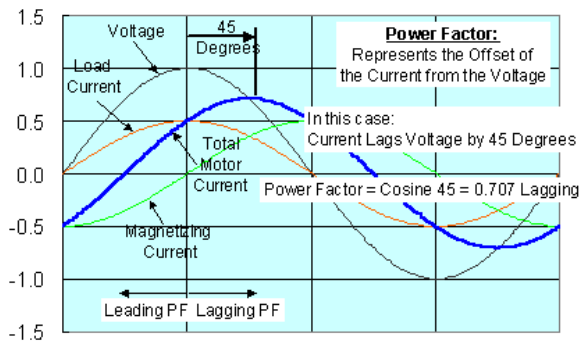 1.5
1.0
0.5
0.0
-0.5
-1.0
-1.5
Voltage
45
Degrees
Load
Current
Total
Motor
Current
Magnetizing
Current
Leading PF
Lagging PF
Power Factor:
Represents the Offset of
the Current from the Voltage
In this case:
Current Lags Voltage by 45 Degrees
Power Factor = Cosine 45 = 0.707 Lagging